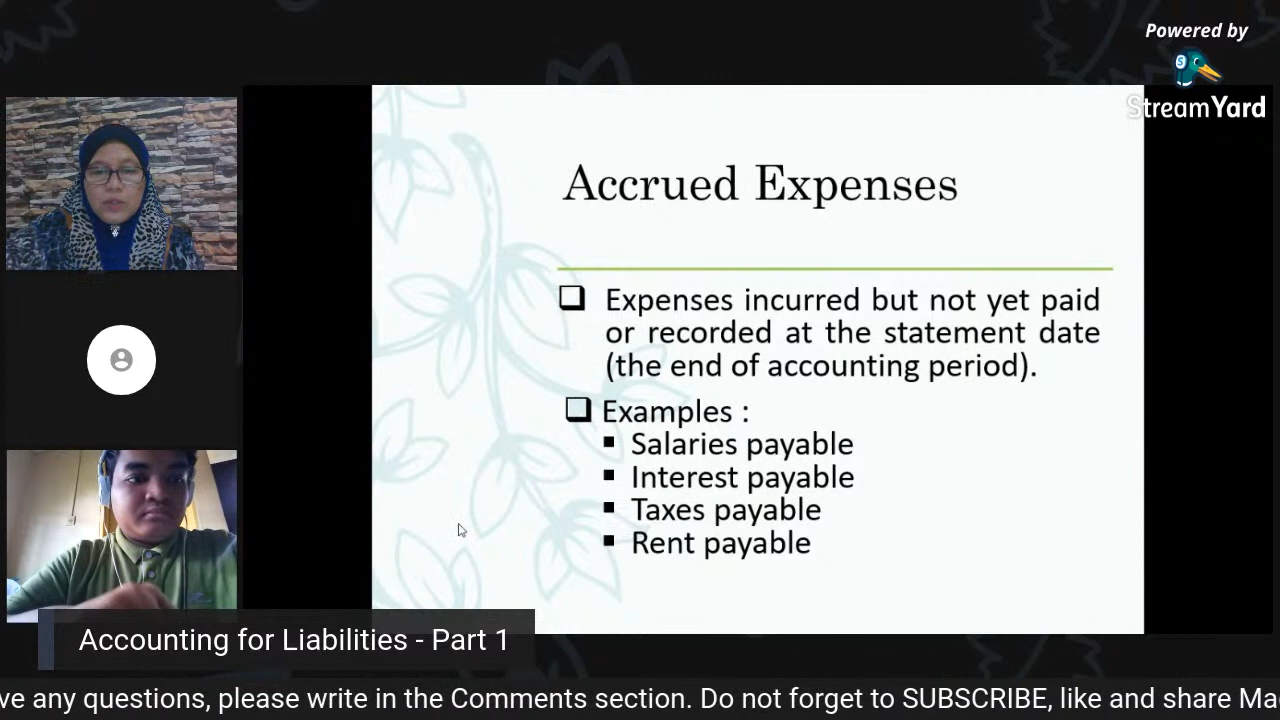 Powered by
StreamYard
Accrued Expenses
Expenses incurred but not yet paid
or recorded at the statement date
(the end of accounting period).
Examples :
Salaries payable
Interest payable
Taxes payable
Rent payable
Accounting for Liabilities - Part 1
any questions, please write in the Comments section. Do not forget to SUBSCRIBE, like and share